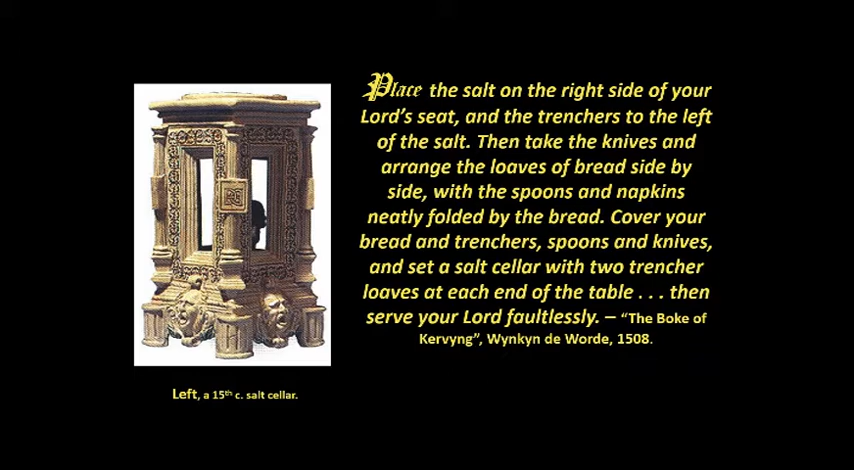 Place the salt on the right side of your
Lord's seat, and the trenchers to the left
of the salt. Then take the knives and
arrange the loaves of bread side by
side, with the spoons and napkins
neatly folded by the bread. Cover your
bread and trenchers, spoons and knives,
and set a salt cellar with two trencher
loaves at each end of the table . . . then
serve your Lord faultlessly. – “The Boke of
Kervyng”, Wynkyn de Worde, 1508.
Left, a 15th c. salt cellar.